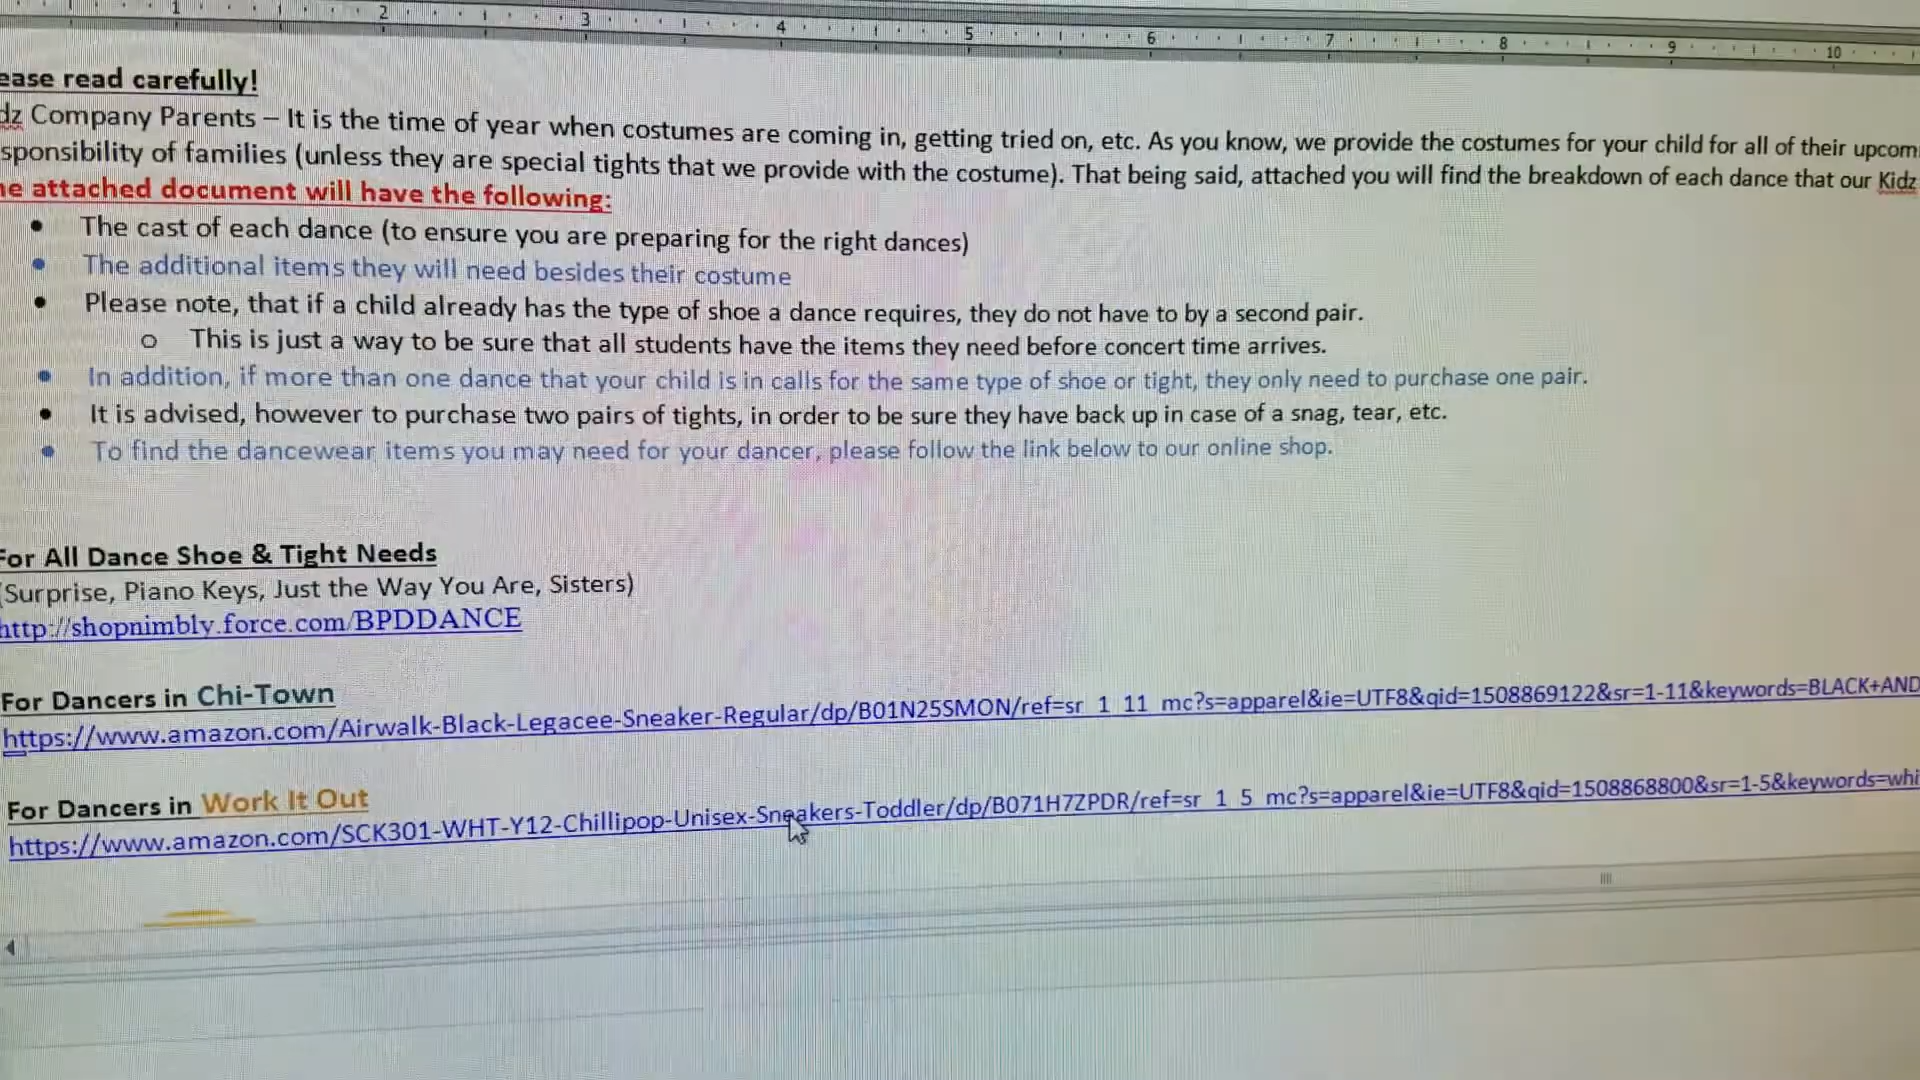 1 2 3 4 5 6 7 8 9 10
ease read carefully!
dz Company Parents – It is the time of year when costumes are coming in, getting tried on, etc. As you know, we provide the costumes for your child for all of their upcom
sponsibility of families (unless they are special tights that we provide with the costume). That being said, attached you will find the breakdown of each dance that our Kidz
he attached document will have the following:
• The cast of each dance (to ensure you are preparing for the right dances)
• The additional items they will need besides their costume
• Please note, that if a child already has the type of shoe a dance requires, they do not have to by a second pair.
o This is just a way to be sure that all students have the items they need before concert time arrives.
• In addition, if more than one dance that your child is in calls for the same type of shoe or tight, they only need to purchase one pair.
• It is advised, however to purchase two pairs of tights, in order to be sure they have back up in case of a snag, tear, etc.
• To find the dancewear items you may need for your dancer, please follow the link below to our online shop.
For All Dance Shoe & Tight Needs
(Surprise, Piano Keys, Just the Way You Are, Sisters)
http://shopnimbly.force.com/BPDDANCE
For Dancers in Chi-Town
https://www.amazon.com/Airwalk-Black-Legacee-Sneaker-Regular/dp/B01N25SMON/ref=sr_1_11_mc?s=apparel&ie=UTF8&qid=1508869122&sr=1-11&keywords=BLACK+AND
For Dancers in Work It Out
https://www.amazon.com/SCK301-WHT-Y12-Chillipop-Unisex-Sneakers-Toddler/dp/B071H7ZPDR/ref=sr_1_5_mc?s=apparel&ie=UTF8&qid=1508868800&sr=1-5&keywords=whi